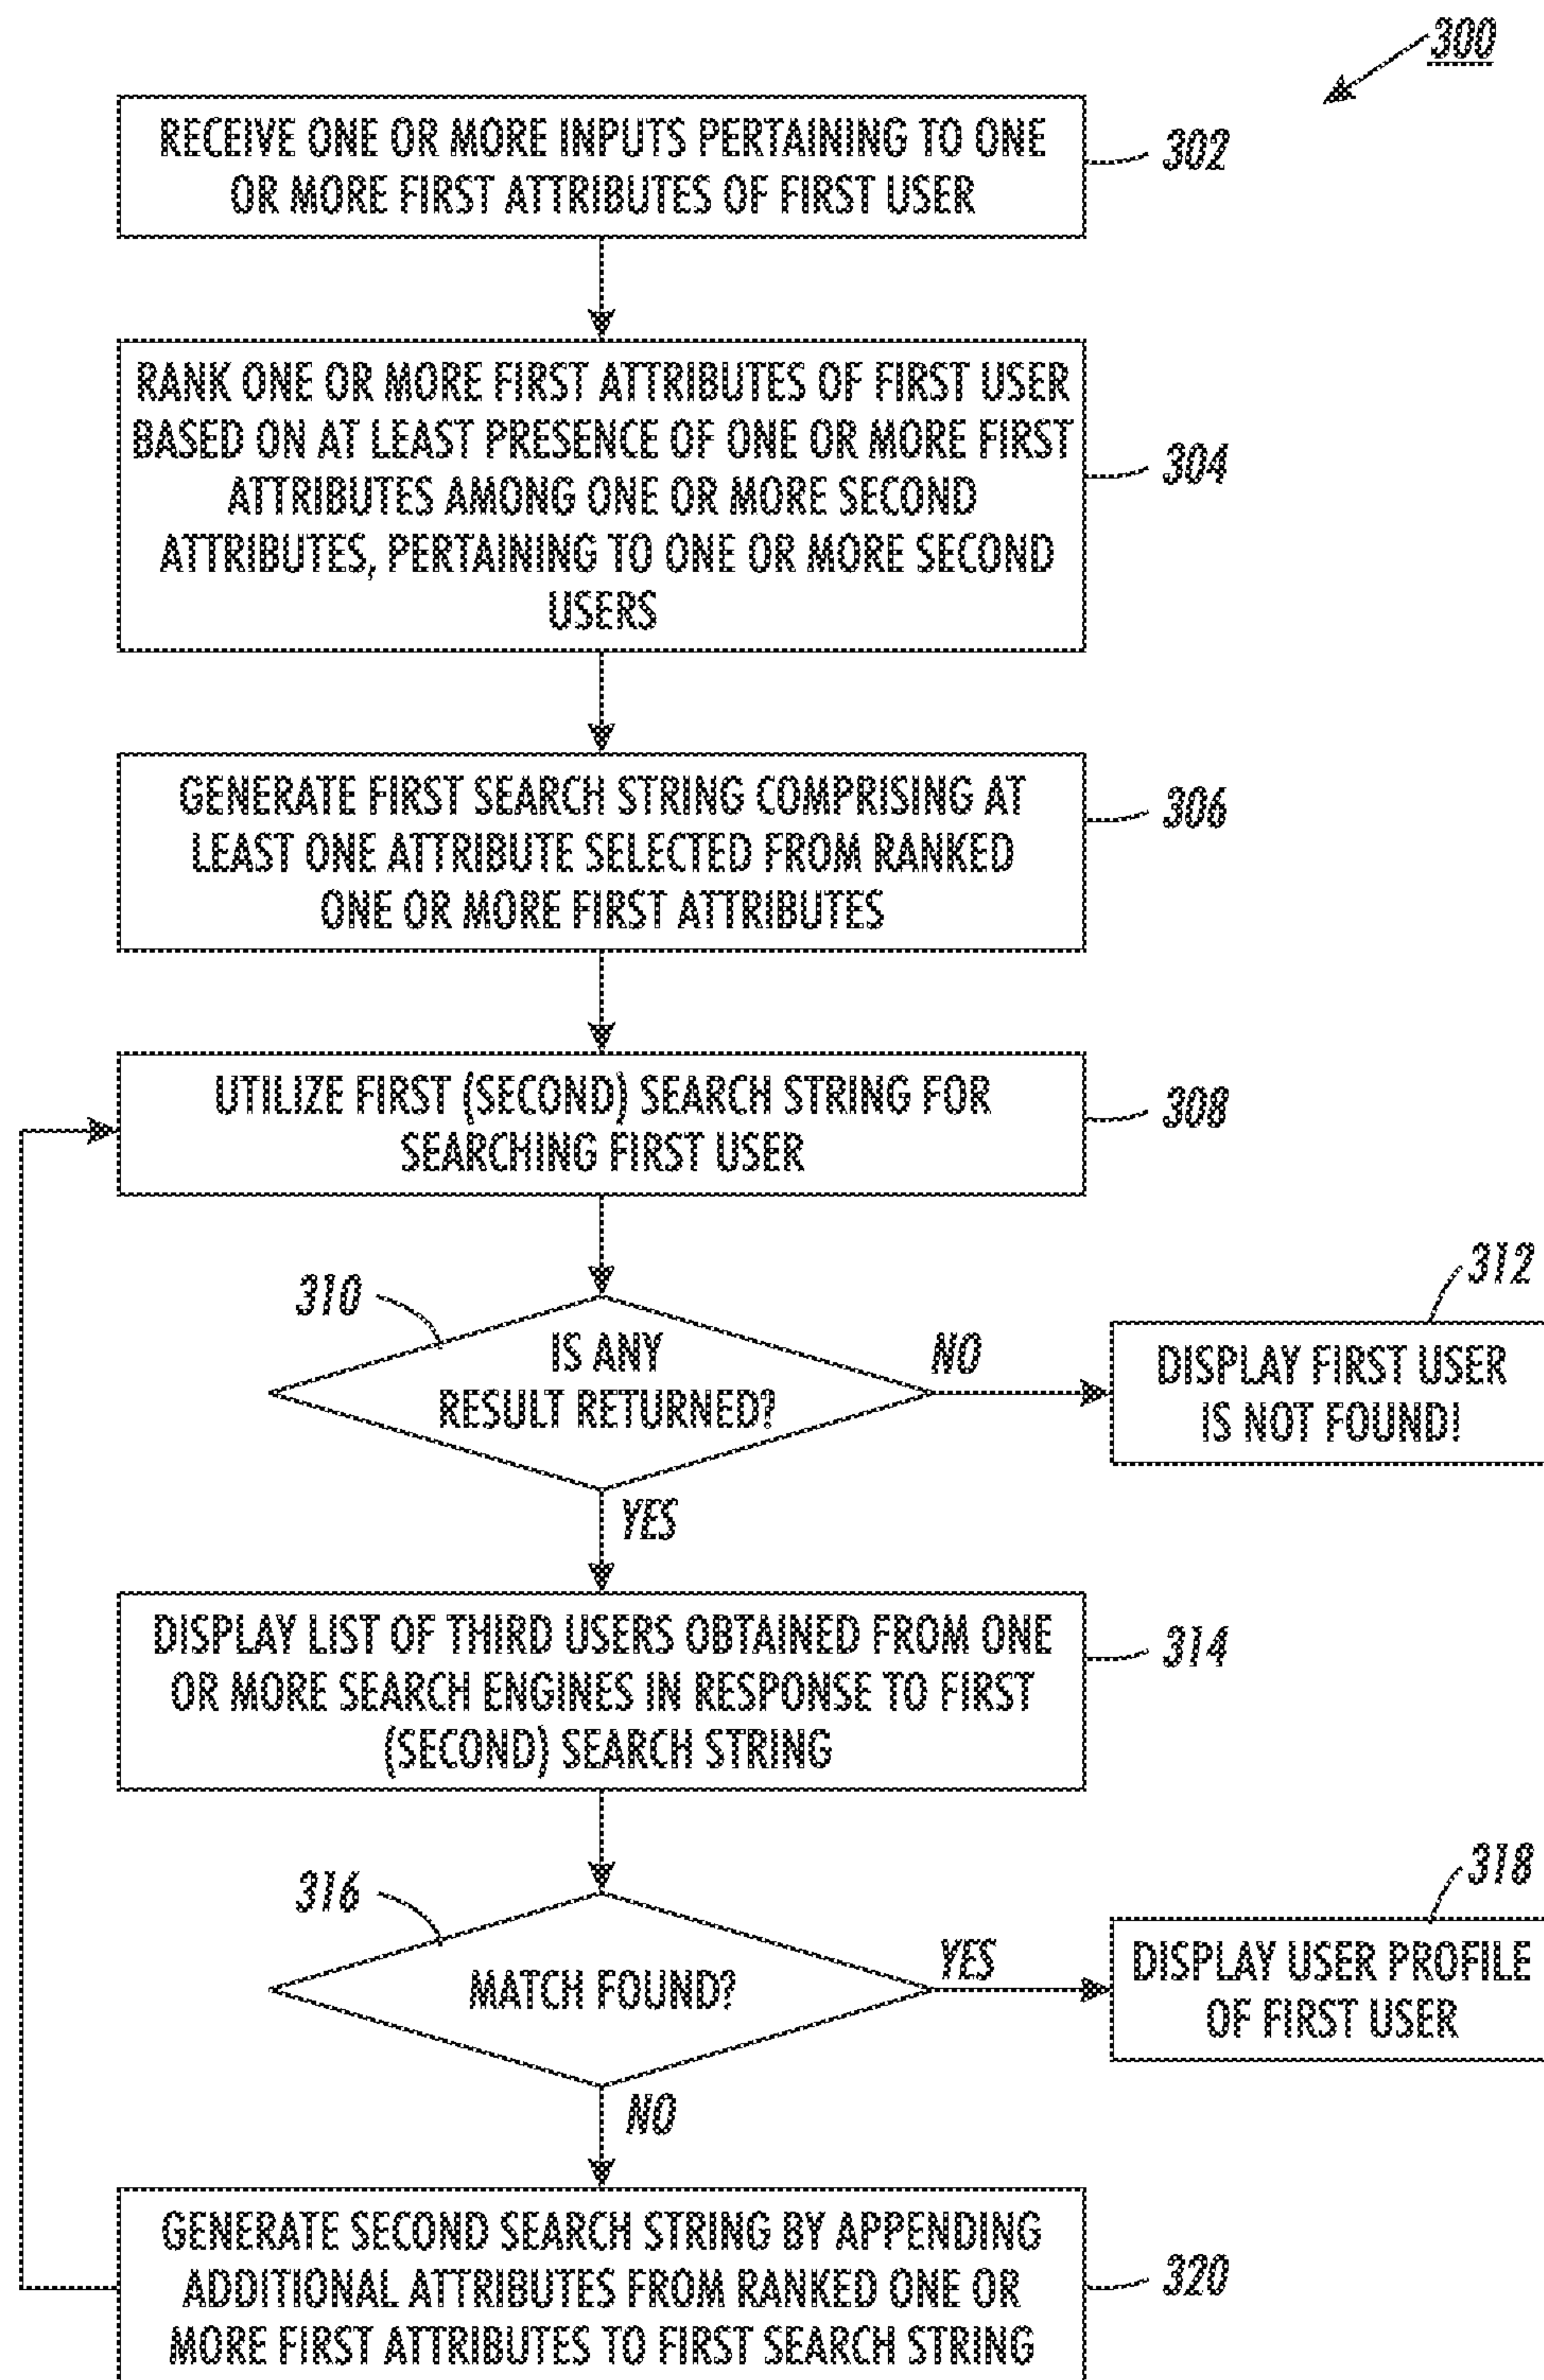 300
RECEIVE ONE OR MORE INPUTS PERTAINING TO ONE
OR MORE FIRST ATTRIBUTES OF FIRST USER
302
RANK ONE OR MORE FIRST ATTRIBUTES OF FIRST USER
BASED ON AT LEAST PRESENCE OF ONE OR MORE FIRST
ATTRIBUTES AMONG ONE OR MORE SECOND
ATTRIBUTES, PERTAINING TO ONE OR MORE SECOND
USERS
304
GENERATE FIRST SEARCH STRING COMPRISING AT
LEAST ONE ATTRIBUTE SELECTED FROM RANKED
ONE OR MORE FIRST ATTRIBUTES
306
UTILIZE FIRST (SECOND) SEARCH STRING FOR
SEARCHING FIRST USER
308
310
IS ANY
RESULT RETURNED?
NO
312
DISPLAY FIRST USER
IS NOT FOUND!
YES
DISPLAY LIST OF THIRD USERS OBTAINED FROM ONE
OR MORE SEARCH ENGINES IN RESPONSE TO FIRST
(SECOND) SEARCH STRING
314
316
MATCH FOUND?
YES
318
DISPLAY USER PROFILE
OF FIRST USER
NO
GENERATE SECOND SEARCH STRING BY APPENDING
ADDITIONAL ATTRIBUTES FROM RANKED ONE OR
MORE FIRST ATTRIBUTES TO FIRST SEARCH STRING
320